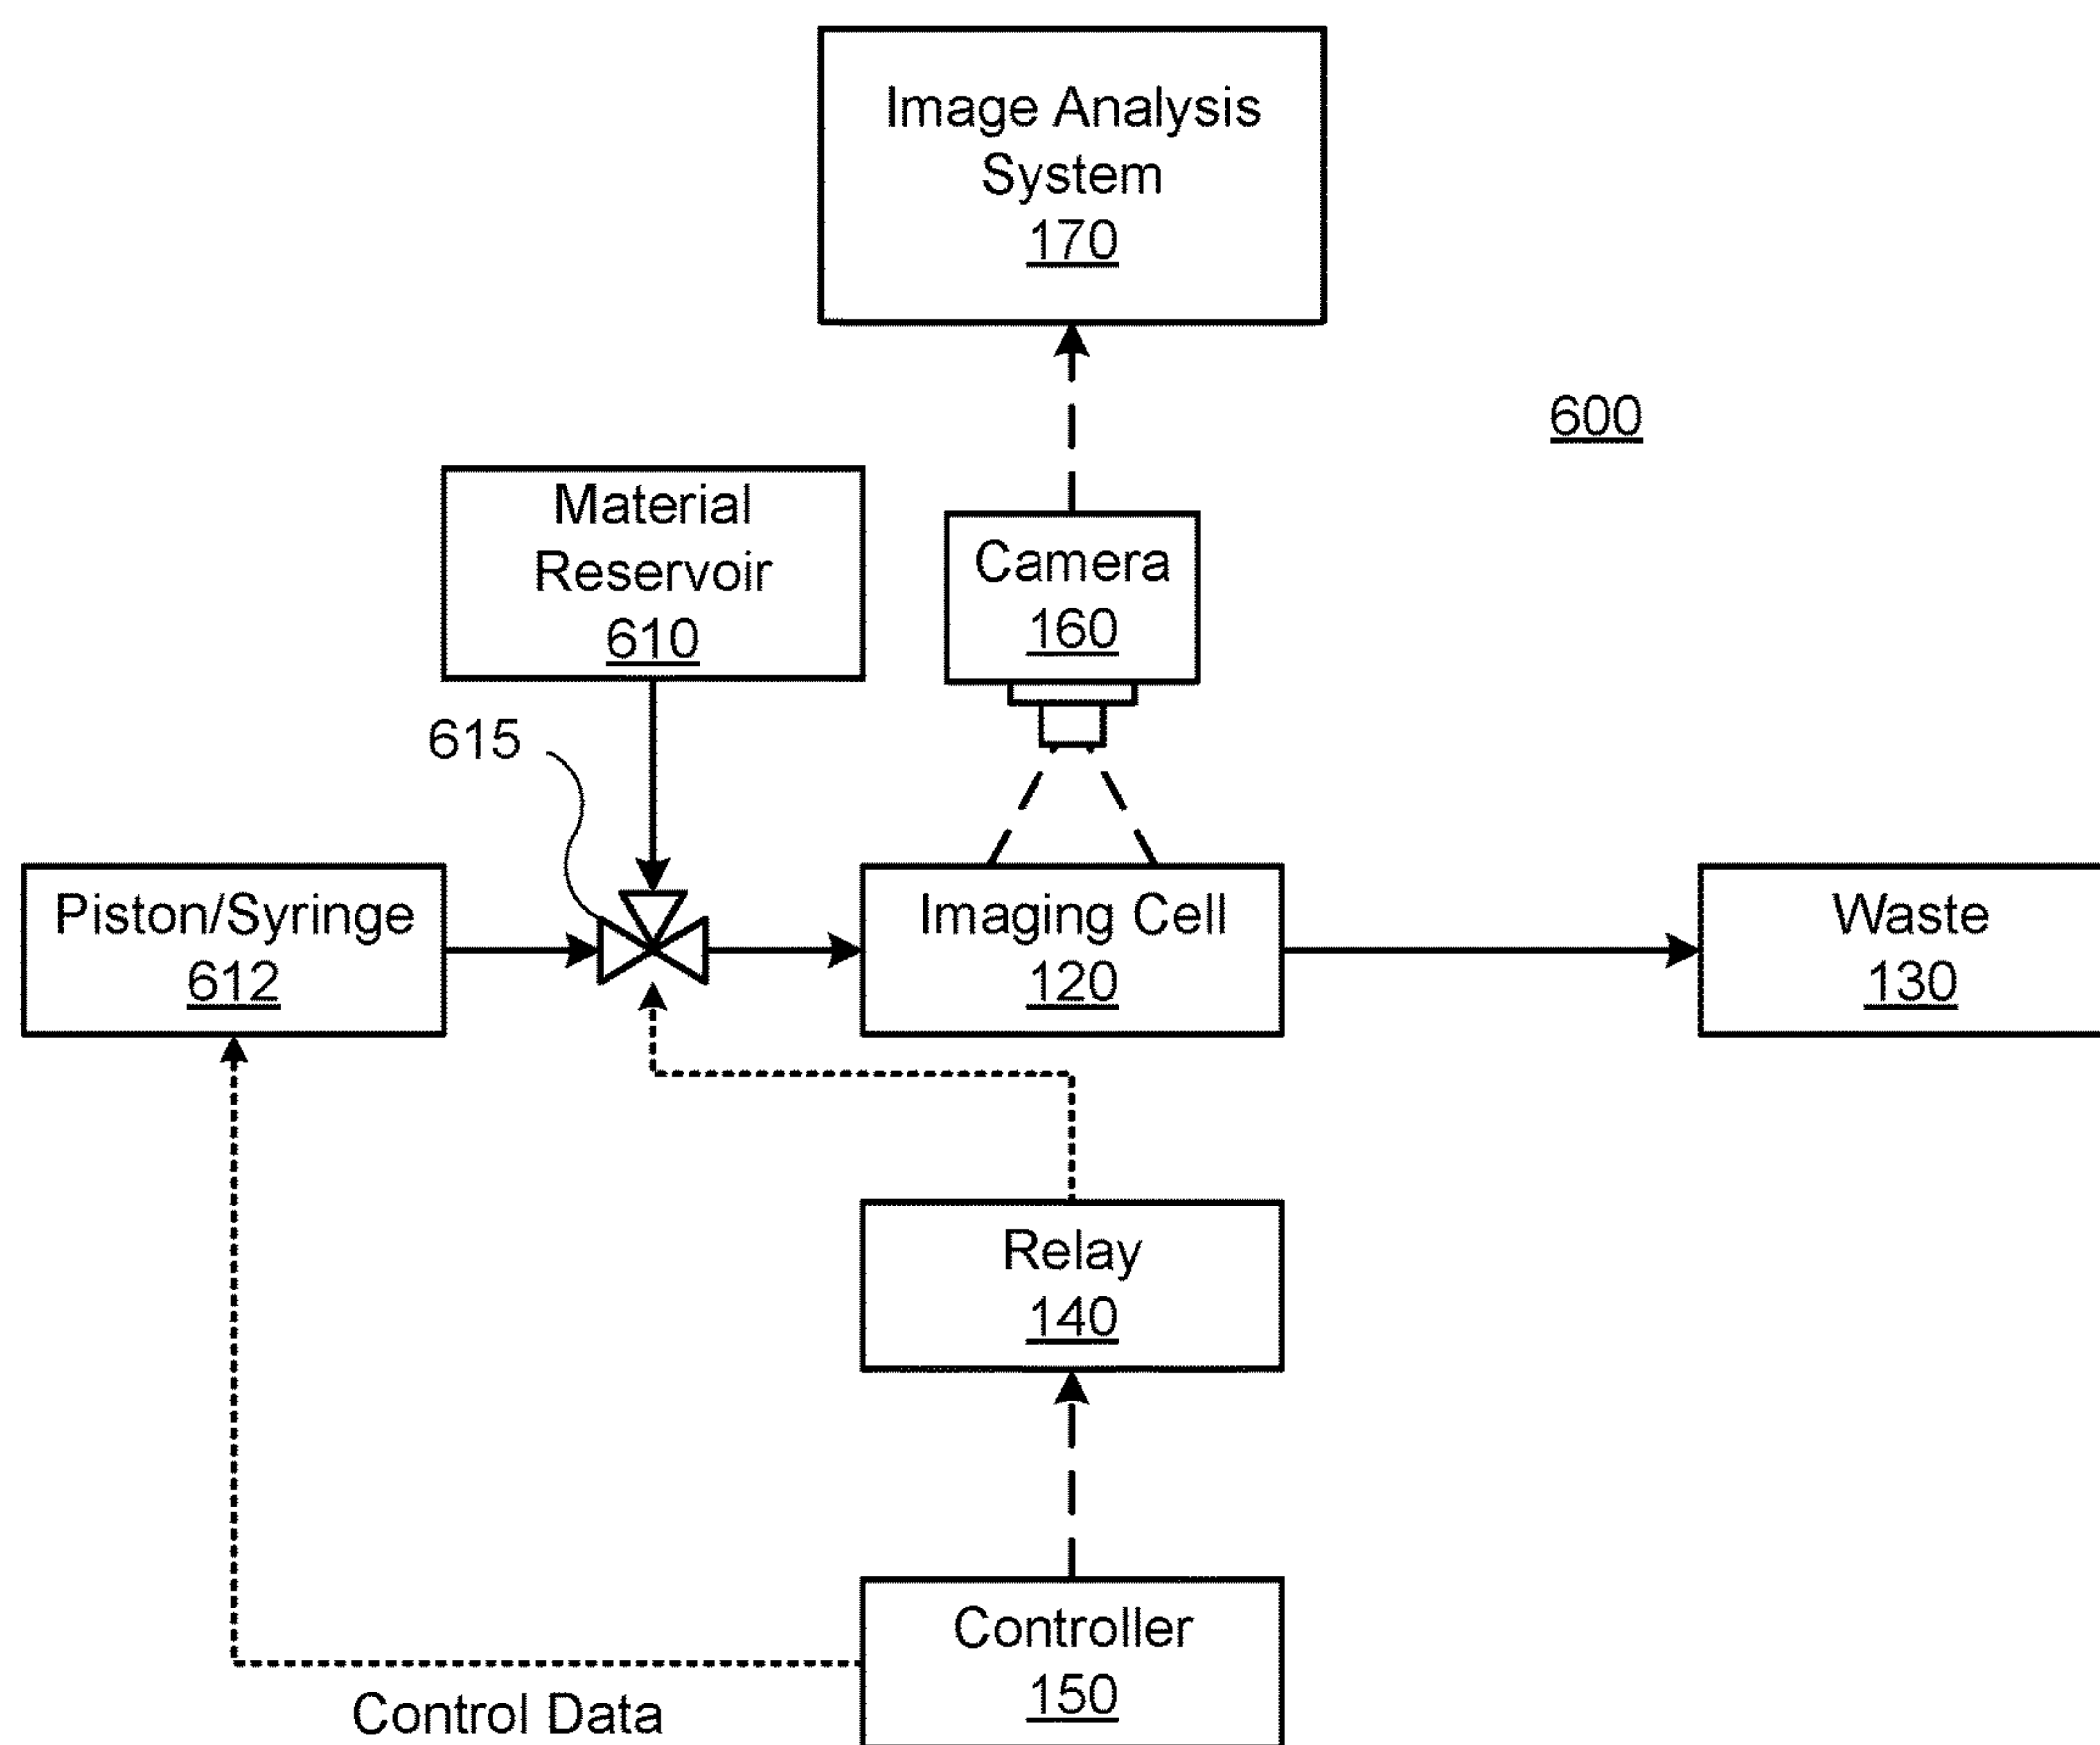 Image Analysis
System
170
600
Material
Reservoir
610
Camera
160
615
Piston/Syringe
612
Imaging Cell
120
Waste
130
Relay
140
Controller
150
Control Data